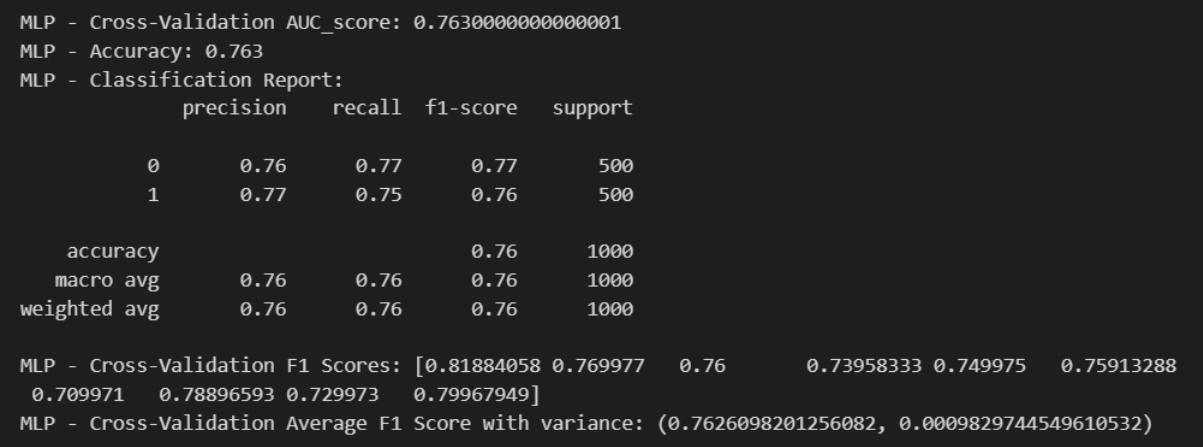 MLP - Cross-Validation AUC_score: 0.7630000000000001
MLP - Accuracy: 0.763
MLP - Classification Report:
precision recall f1-score support
0 0.76 0.77 0.77 500
1 0.77 0.75 0.76 500
accuracy 0.76 1000
macro avg 0.76 0.76 0.76 1000
weighted avg 0.76 0.76 0.76 1000
MLP - Cross-Validation F1 Scores: [0.81884058 0.769977 0.76 0.73958333 0.749975 0.75913288
0.709971 0.78896593 0.729973 0.79967949]
MLP - Cross-Validation Average F1 Score with variance: (0.7626098201256082, 0.0009829744549610532)